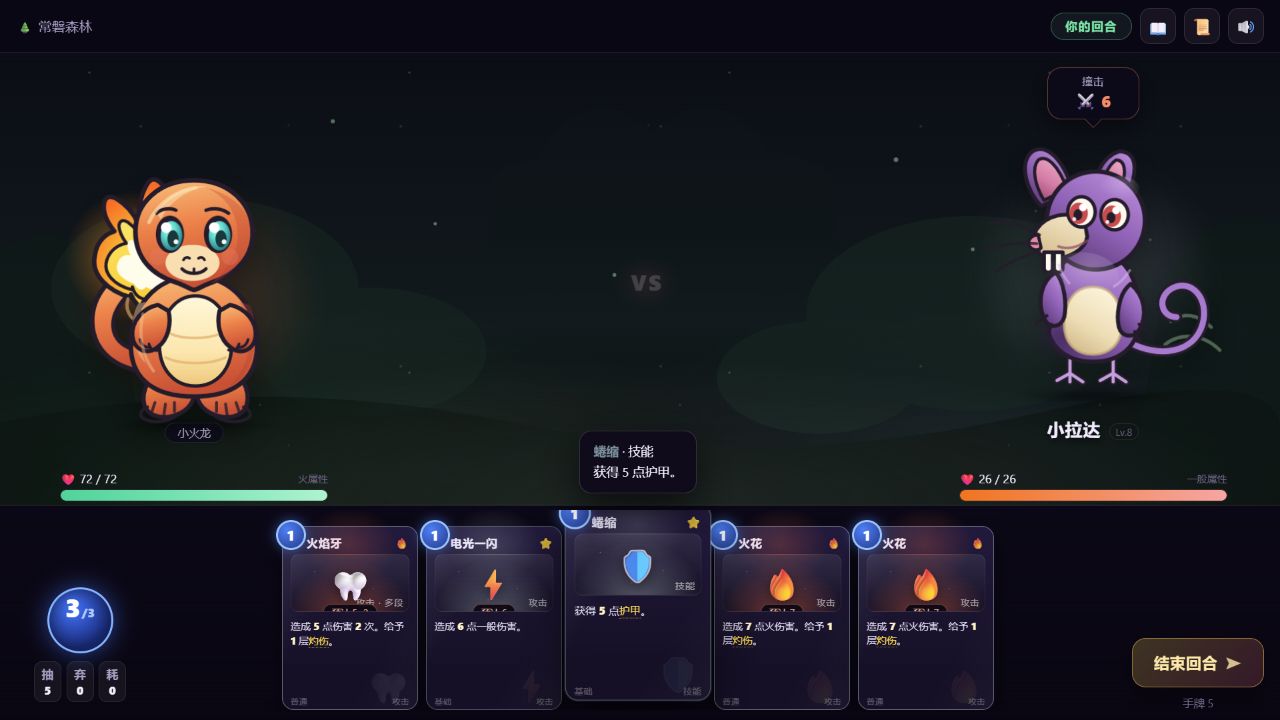 常磐森林
你的回合
撞击
6
VS
小火龙
小拉达 Lv.8
72 / 72
火属性
26 / 26
一般属性
蜷缩 · 技能
获得 5 点护甲。
3/3
抽
5
弃
0
耗
0
1
火焰牙
攻击 · 多段
造成 5 点伤害 2 次。给予
1 层灼伤。
普通
攻击
1
电光一闪
攻击
造成 6 点一般伤害。
基础
攻击
1
蜷缩
技能
获得 5 点护甲。
基础
技能
1
火花
攻击
造成 7 点火伤害。给予 1
层灼伤。
普通
攻击
1
火花
攻击
造成 7 点火伤害。给予 1
层灼伤。
普通
攻击
结束回合
手牌 5